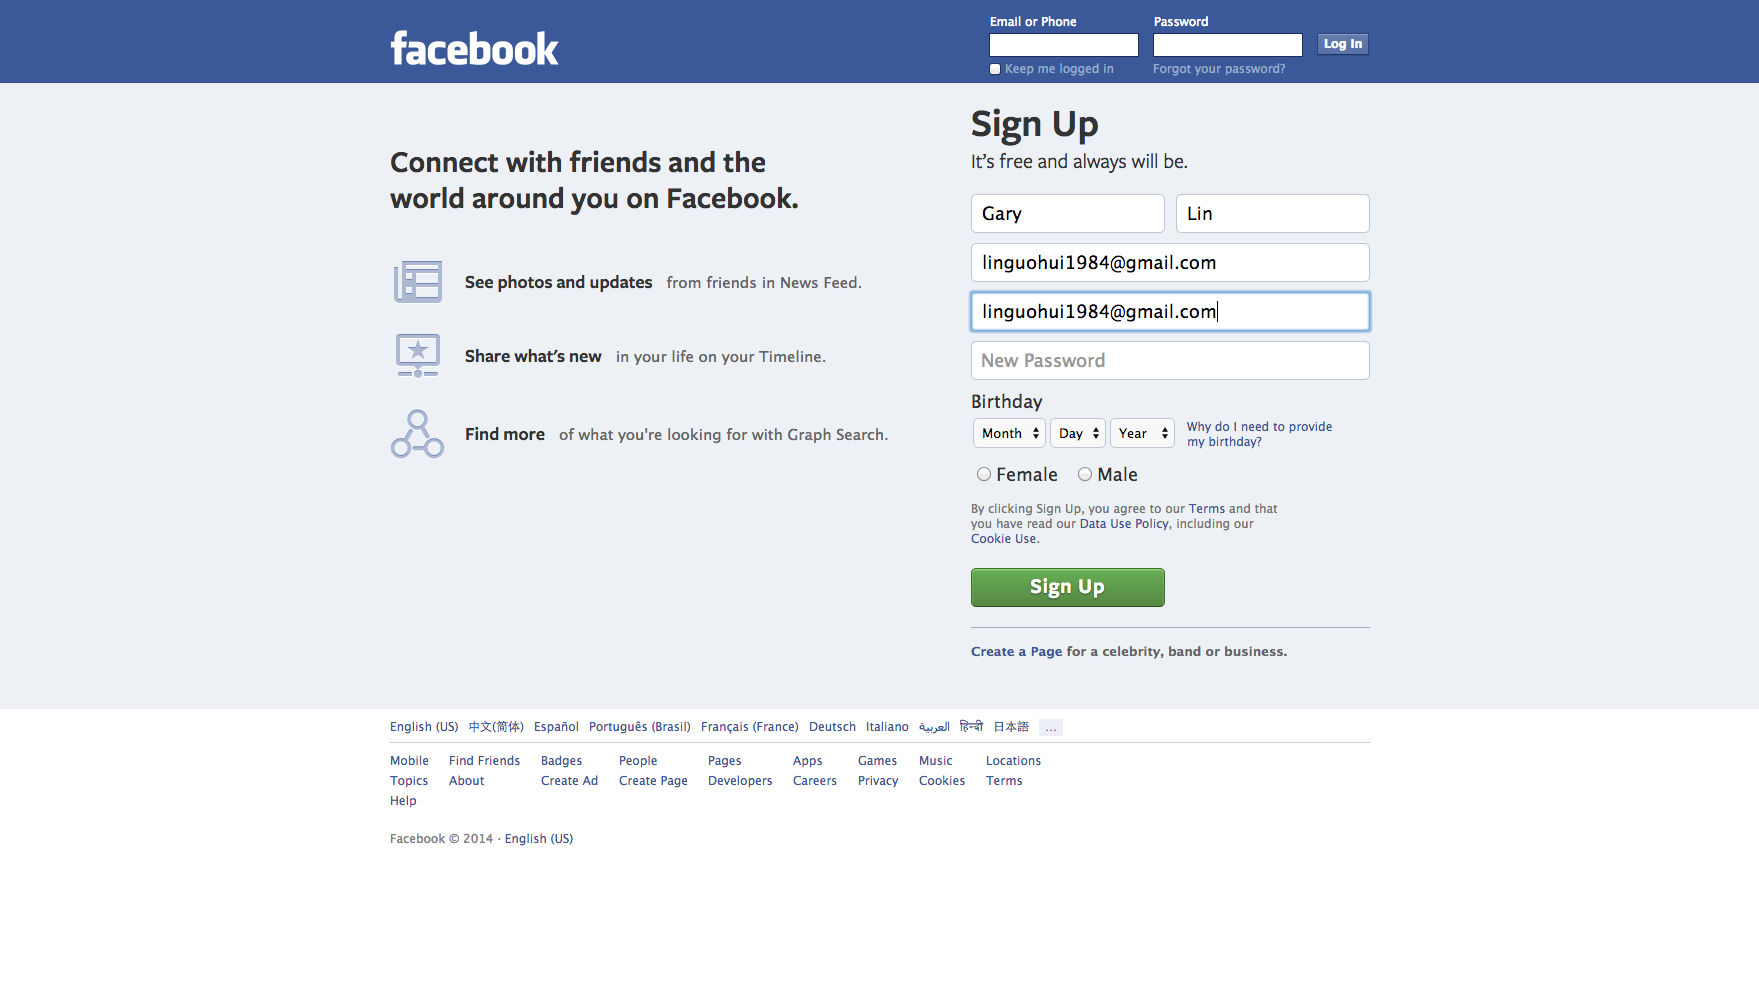 facebook
Email or Phone
Password
Log In
Keep me logged in
Forgot your password?
Connect with friends and the
world around you on Facebook.
See photos and updates from friends in News Feed.
Share what's new in your life on your Timeline.
Find more of what you're looking for with Graph Search.
Sign Up
It's free and always will be.
Gary
Lin
linguohui1984@gmail.com
linguohui1984@gmail.com
New Password
Birthday
Month
Day
Year
Why do I need to provide
my birthday?
Female
Male
By clicking Sign Up, you agree to our Terms and that
you have read our Data Use Policy, including our
Cookie Use.
Sign Up
Create a Page for a celebrity, band or business.
English (US) 中文(简体) Español Português (Brasil) Français (France) Deutsch Italiano العربية हिन्दी 日本語 ...
Mobile Find Friends Badges People Pages Apps Games Music Locations
Topics About Create Ad Create Page Developers Careers Privacy Cookies Terms
Help
Facebook © 2014 · English (US)